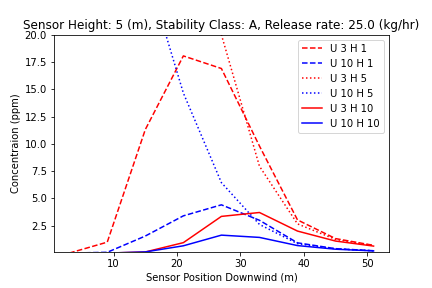 Sensor Height: 5 (m), Stability Class: A, Release rate: 25.0 (kg/hr)
20.0
17.5
15.0
12.5
10.0
7.5
5.0
2.5
Concentraion (ppm)
U 3 H 1
U 10 H 1
U 3 H 5
U 10 H 5
U 3 H 10
U 10 H 10
10 20 30 40 50
Sensor Position Downwind (m)